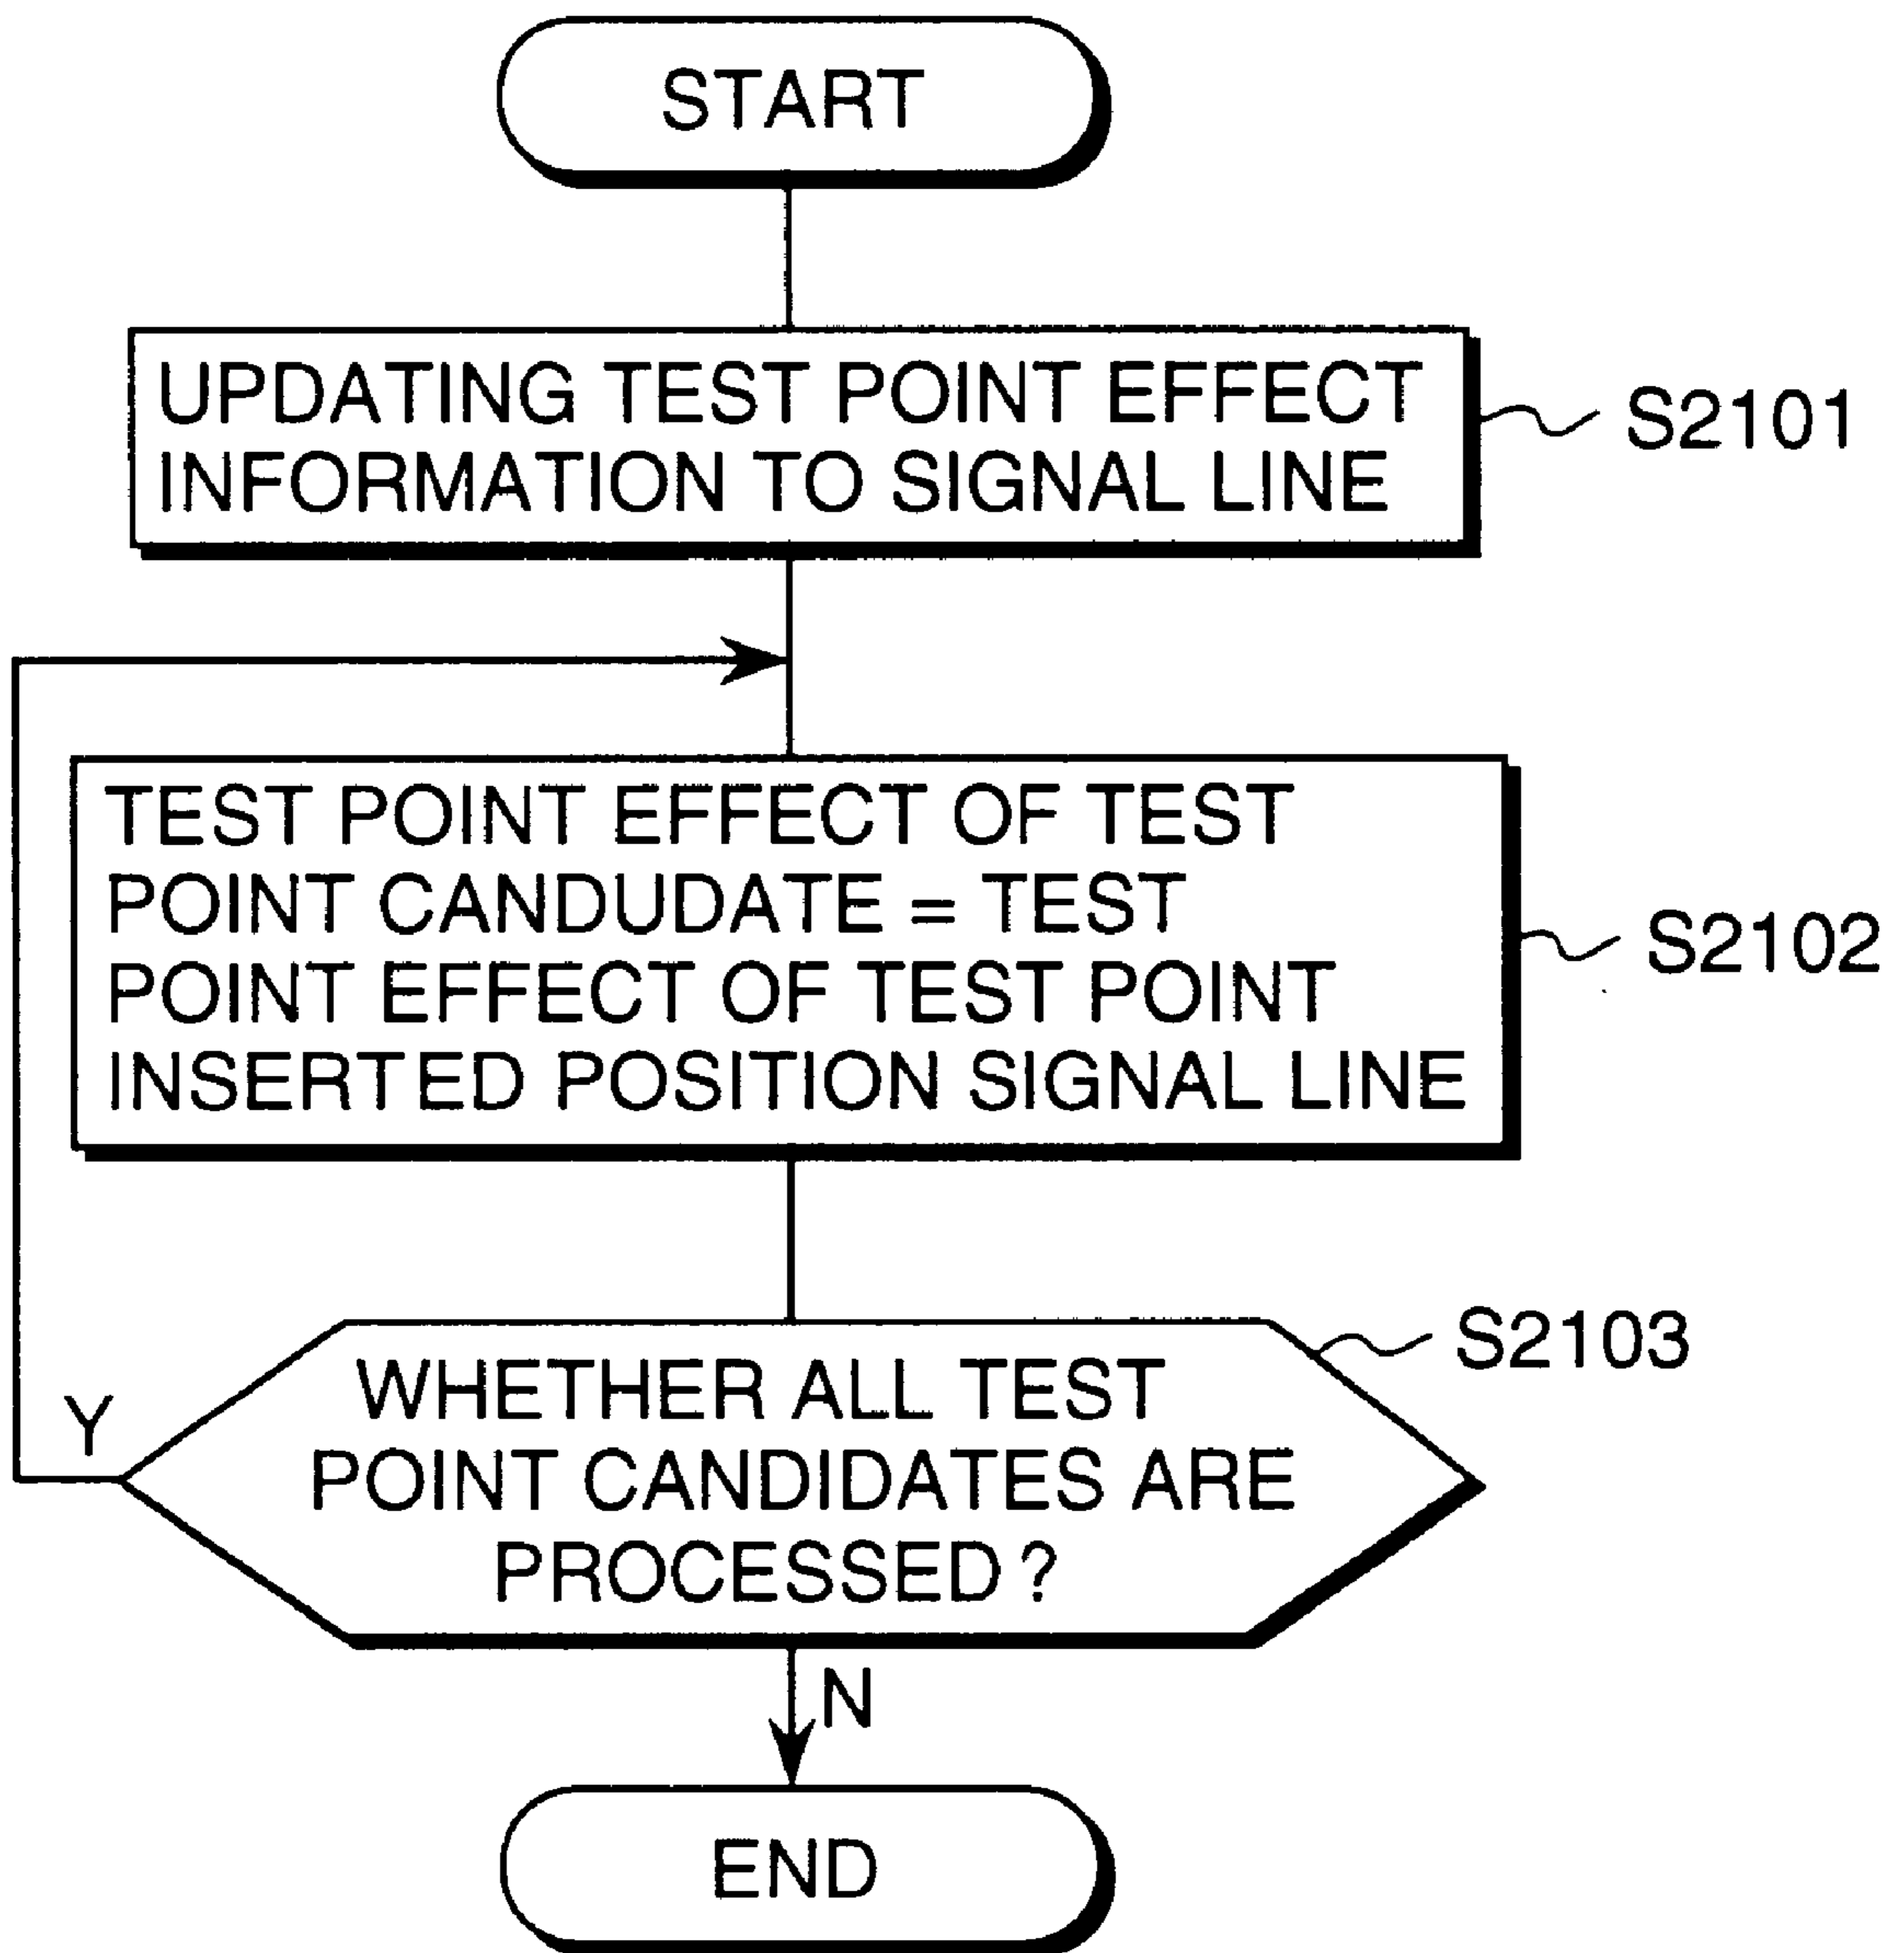 START
UPDATING TEST POINT EFFECT
INFORMATION TO SIGNAL LINE
S2101
TEST POINT EFFECT OF TEST
POINT CANDUDATE = TEST
POINT EFFECT OF TEST POINT
INSERTED POSITION SIGNAL LINE
S2102
S2103
WHETHER ALL TEST
POINT CANDIDATES ARE
PROCESSED ?
Y
N
END